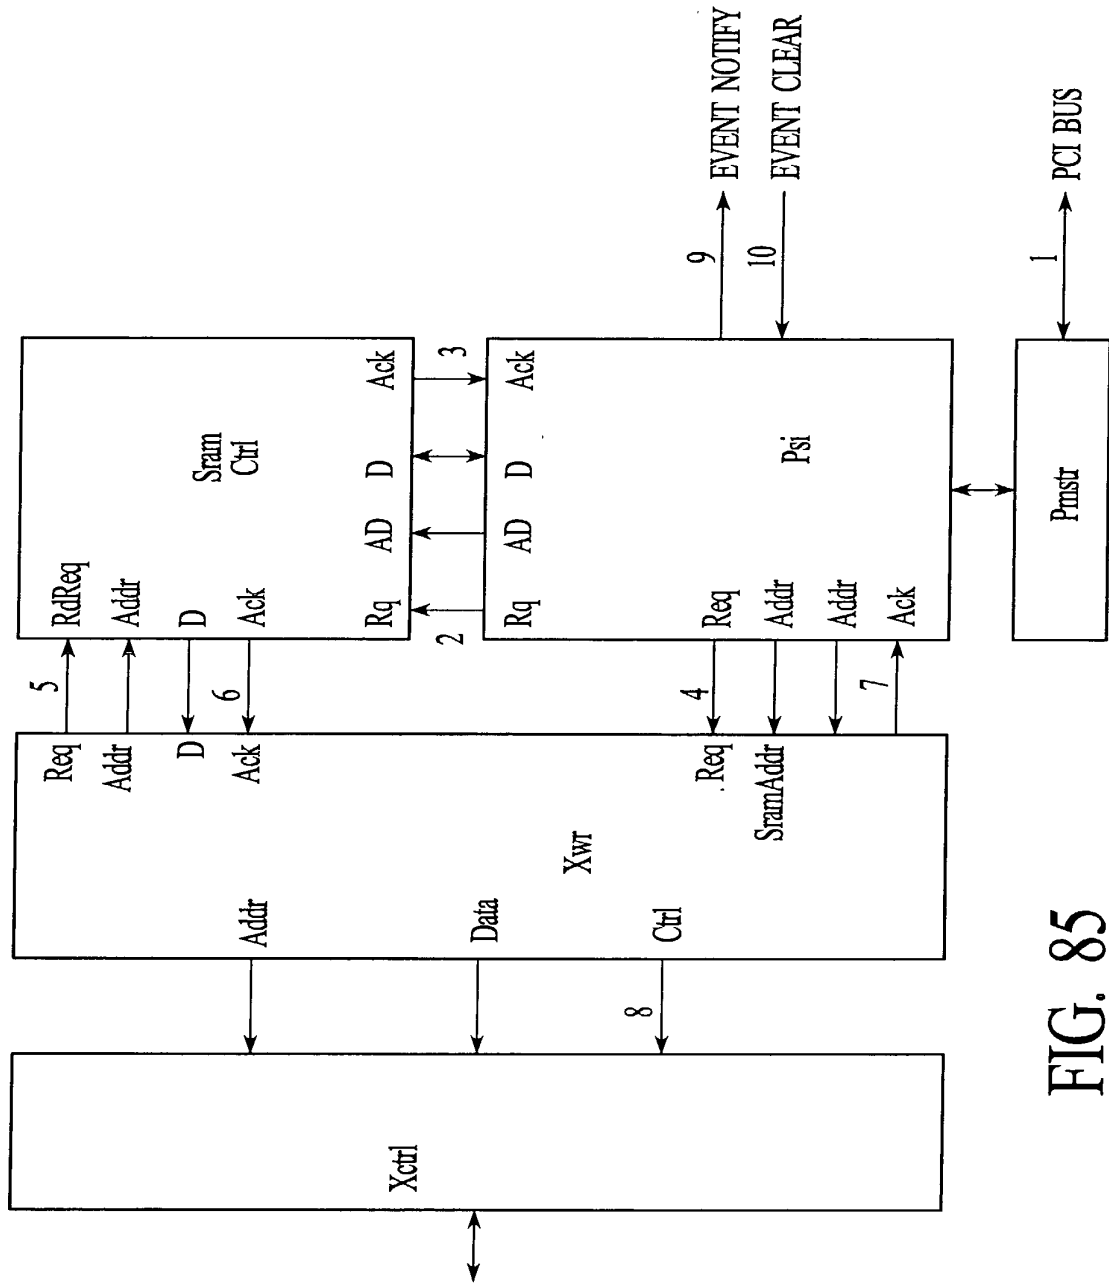 EVENT NOTIFY
EVENT CLEAR
PCI BUS
9
10
1
Sram
Ctrl
RdReq
Addr
D
Ack
Rq
AD
D
Ack
3
2
Rq
AD
D
Ack
Psi
Req
Addr
Addr
Ack
Pmstr
5
6
4
7
Req
Addr
D
Ack
Req
SramAddr
Xwr
Addr
Data
Ctrl
8
Xctrl
FIG. 85